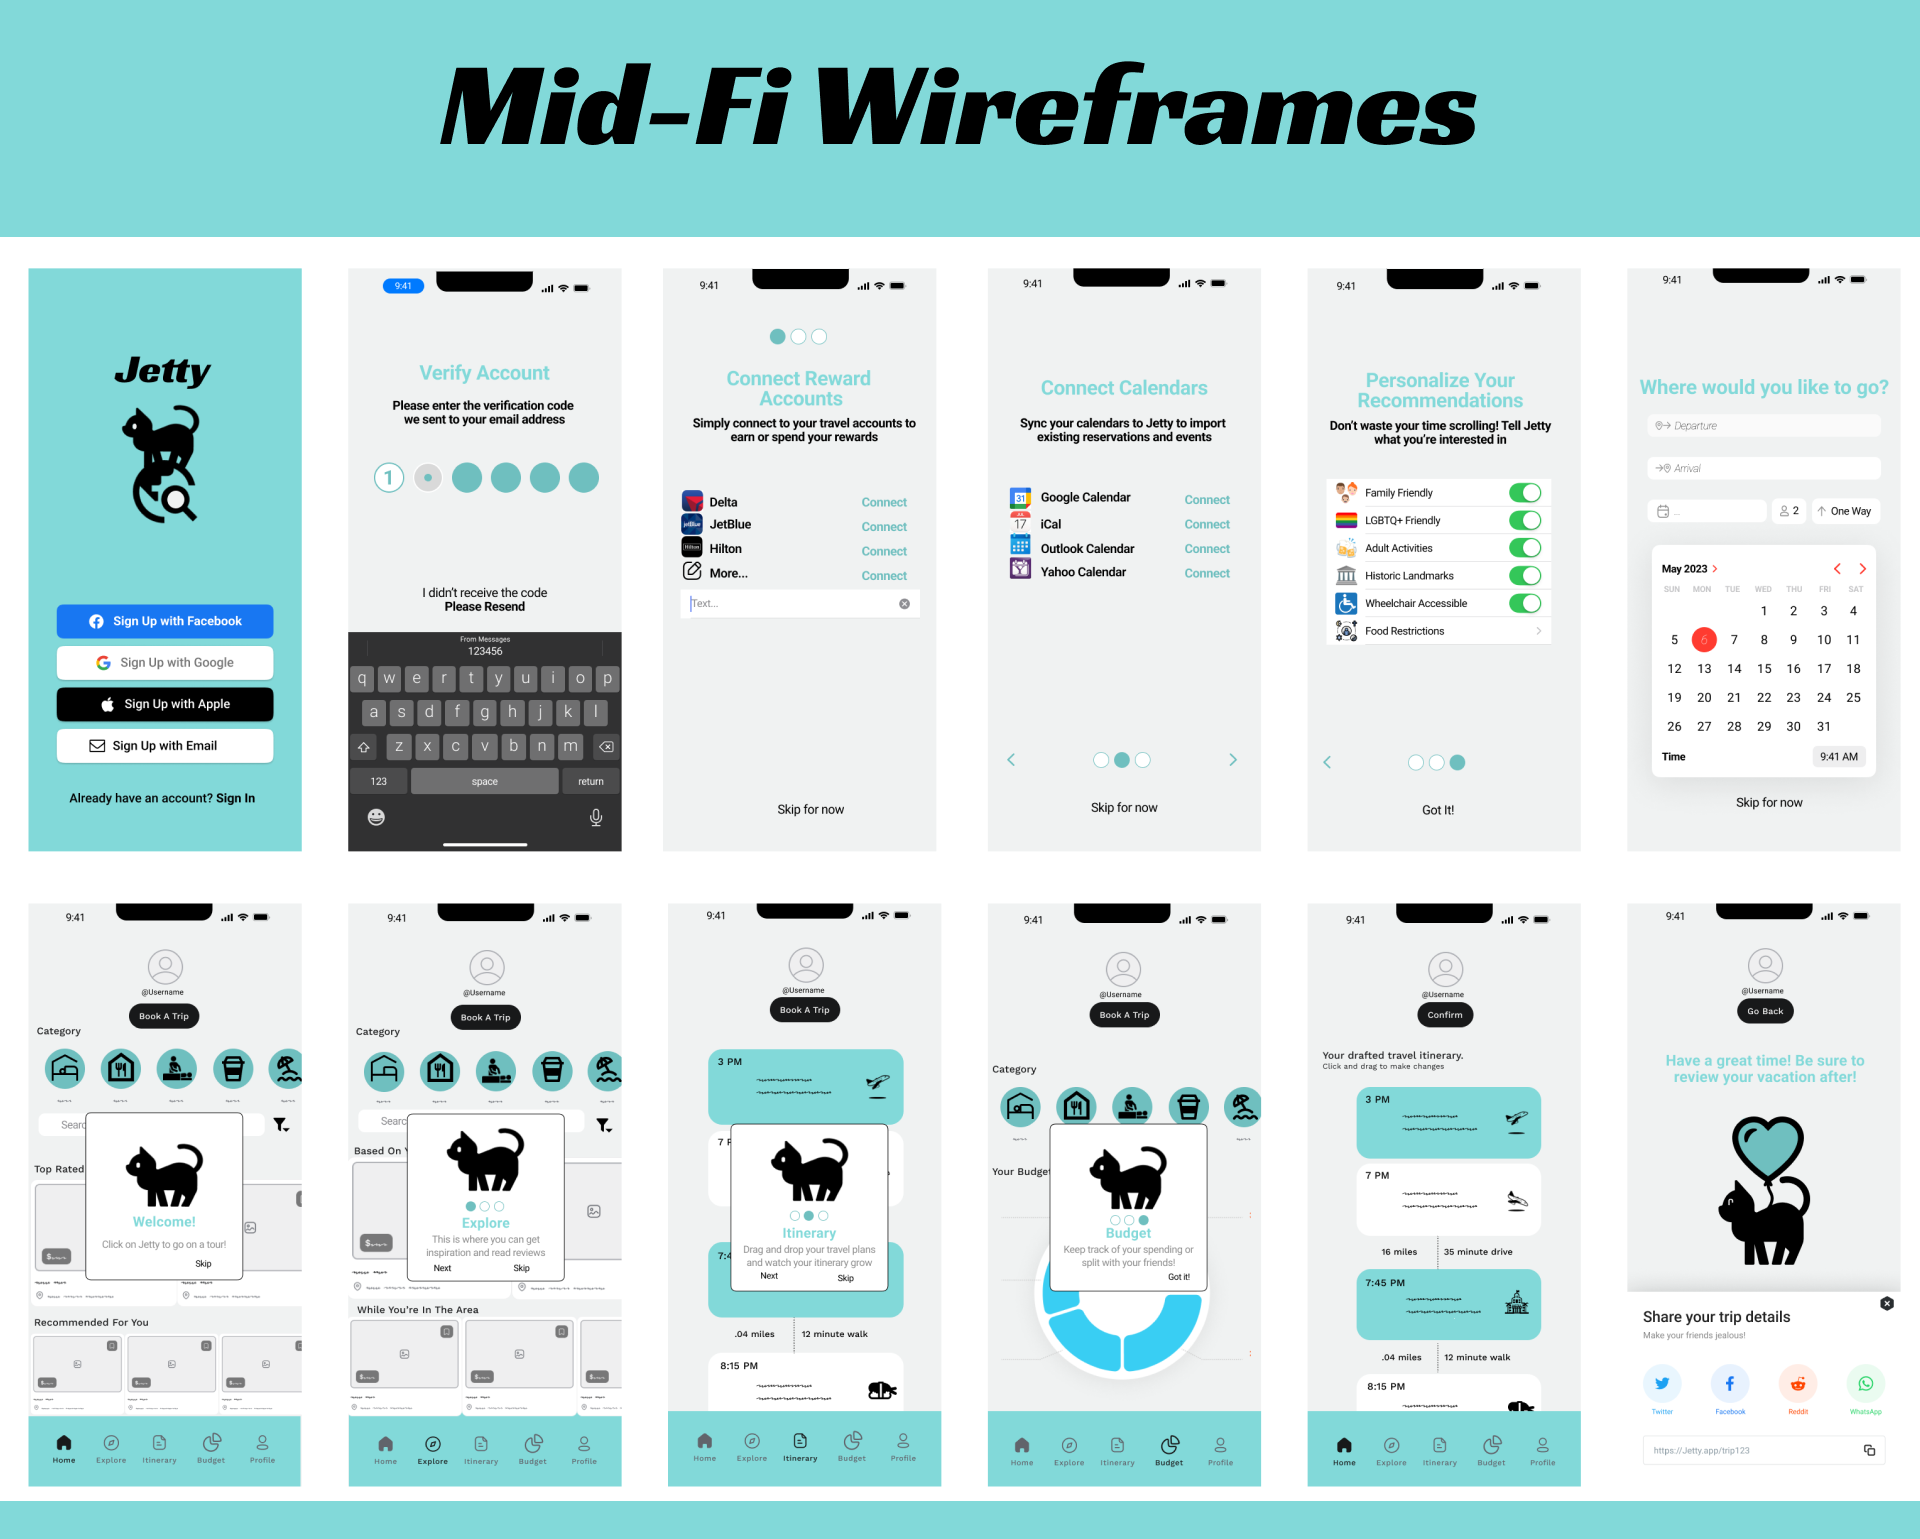 Mid-Fi Wireframes
Jetty
Sign Up with Facebook
Sign Up with Google
Sign Up with Apple
Sign Up with Email
Already have an account? Sign In
9:41
Verify Account
Please enter the verification code
we sent to your email address
1
I didn't receive the code
Please Resend
From Messages
123456
q w e r t y u i o p
a s d f g h j k l
z x c v b n m
123 space return
9:41
Connect Reward
Accounts
Simply connect to your travel accounts to
earn or spend your rewards
Delta Connect
JetBlue Connect
Hilton Connect
More... Connect
Text...
Skip for now
9:41
Connect Calendars
Sync your calendars to Jetty to import
existing reservations and events
31 Google Calendar Connect
17 iCal Connect
Outlook Calendar Connect
Yahoo Calendar Connect
Skip for now
9:41
Personalize Your
Recommendations
Don't waste your time scrolling! Tell Jetty
what you're interested in
Family Friendly
LGBTQ+ Friendly
Adult Activities
Historic Landmarks
Wheelchair Accessible
Food Restrictions
Got It!
9:41
Where would you like to go?
Departure
Arrival
... 2 One Way
May 2023
SUN MON TUE WED THU FRI SAT
1 2 3 4
5 6 7 8 9 10 11
12 13 14 15 16 17 18
19 20 21 22 23 24 25
26 27 28 29 30 31
Time 9:41 AM
Skip for now
9:41
@Username
Book A Trip
Category
Searc
Top Rated
Welcome!
Click on Jetty to go on a tour!
Skip
Recommended For You
Home Explore Itinerary Budget Profile
9:41
@Username
Book A Trip
Category
Searc
Based On Y
Explore
This is where you can get
inspiration and read reviews
Next Skip
While You're In The Area
Home Explore Itinerary Budget Profile
9:41
@Username
Book A Trip
3 PM
7 P
Itinerary
Drag and drop your travel plans
and watch your itinerary grow
Next Skip
7:4
.04 miles 12 minute walk
8:15 PM
Home Explore Itinerary Budget Profile
9:41
@Username
Book A Trip
Category
Your Budget
Budget
Keep track of your spending or
split with your friends!
Got it!
Home Explore Itinerary Budget Profile
9:41
@Username
Confirm
Your drafted travel itinerary.
Click and drag to make changes
3 PM
7 PM
16 miles 35 minute drive
7:45 PM
.04 miles 12 minute walk
8:15 PM
Home Explore Itinerary Budget Profile
9:41
@Username
Go Back
Have a great time! Be sure to
review your vacation after!
Share your trip details
Make your friends jealous!
Twitter Facebook Reddit WhatsApp
https://Jetty.app/trip123